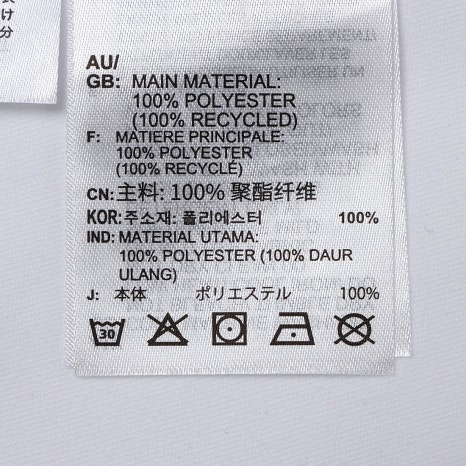 け
分
AU/
GB: MAIN MATERIAL:
100% POLYESTER
(100% RECYCLED)
F: MATIERE PRINCIPALE:
100% POLYESTER
(100% RECYCLÉ)
CN: 主料: 100% 聚酯纤维
KOR: 주소재: 폴리에스터 100%
IND: MATERIAL UTAMA:
100% POLYESTER (100% DAUR
ULANG)
J: 本体 ポリエステル 100%
30